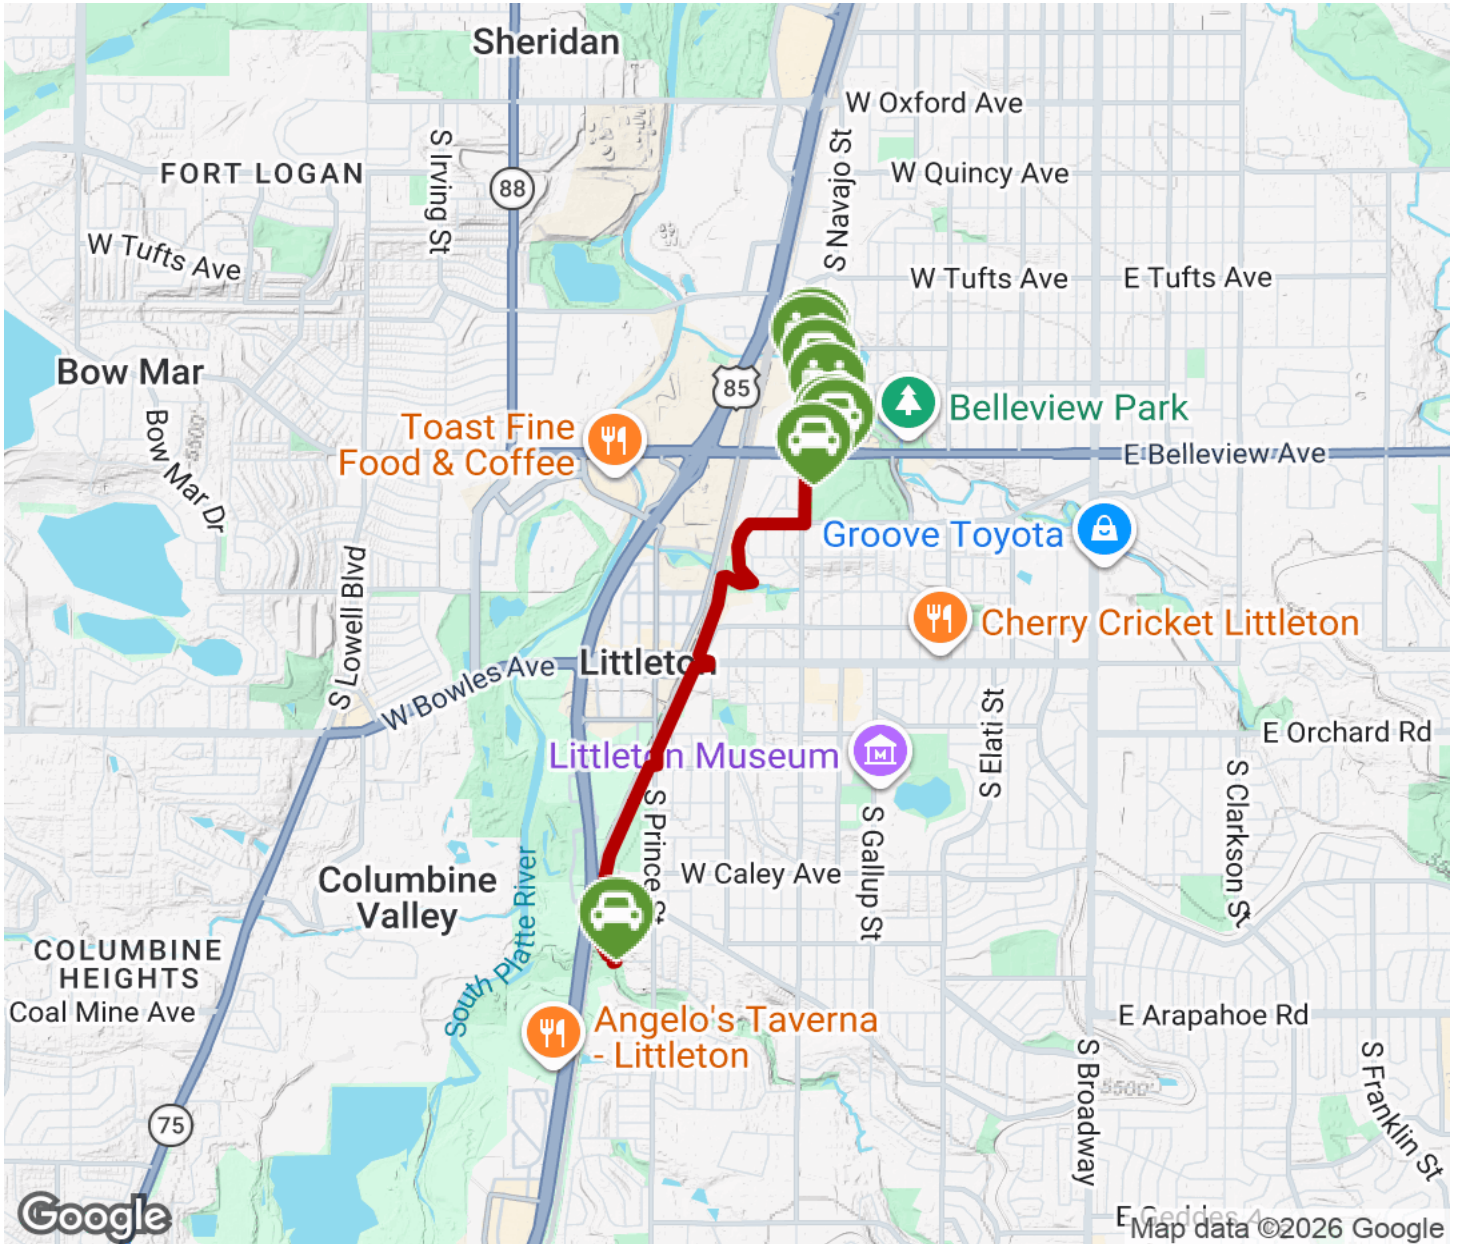 Sheridan
W Oxford Ave
S Navajo St
FORT LOGAN
S Irving St
88
W Quincy Ave
W Tufts Ave
W Tufts Ave
E Tufts Ave
Bow Mar
85
Toast Fine
Food & Coffee
Belleview Park
Bow Mar Dr
E Belleview Ave
Groove Toyota
S Lowell Blvd
Cherry Cricket Littleton
Littleton
W Bowles Ave
S Elati St
E Orchard Rd
Littleton Museum
S Prince St
S Gallup St
S Clarkson St
W Caley Ave
Columbine
Valley
South Platte River
COLUMBINE
HEIGHTS
Coal Mine Ave
Angelo's Taverna
- Littleton
E Arapahoe Rd
S Broadway
5500
S Franklin St
75
Google
E Geddes A
Map data ©2026 Google